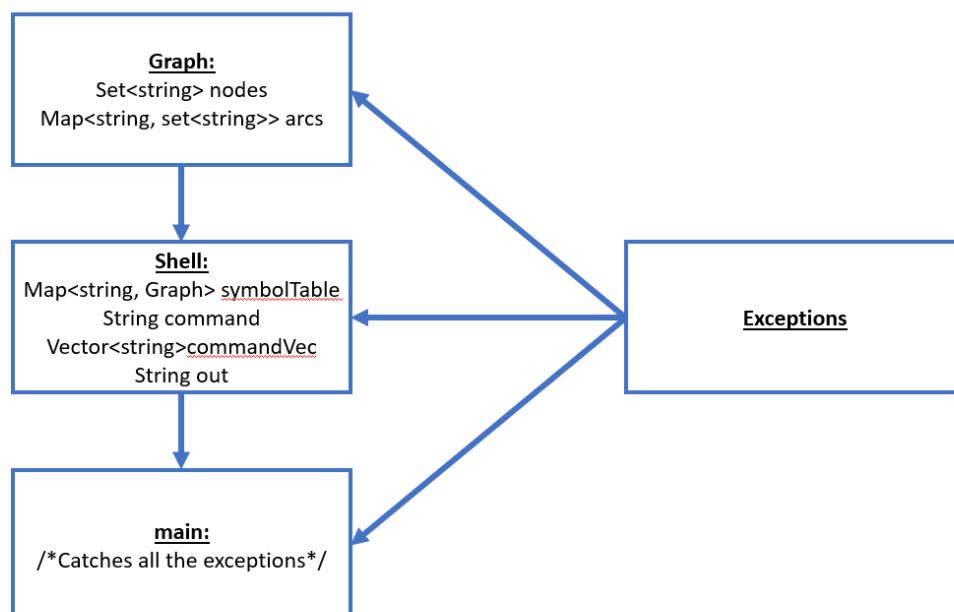 Graph:
Set<string> nodes
Map<string, set<string>> arcs
Shell:
Map<string, Graph> symbolTable
String command
Vector<string>commandVec
String out
Exceptions
main:
/*Catches all the exceptions*/